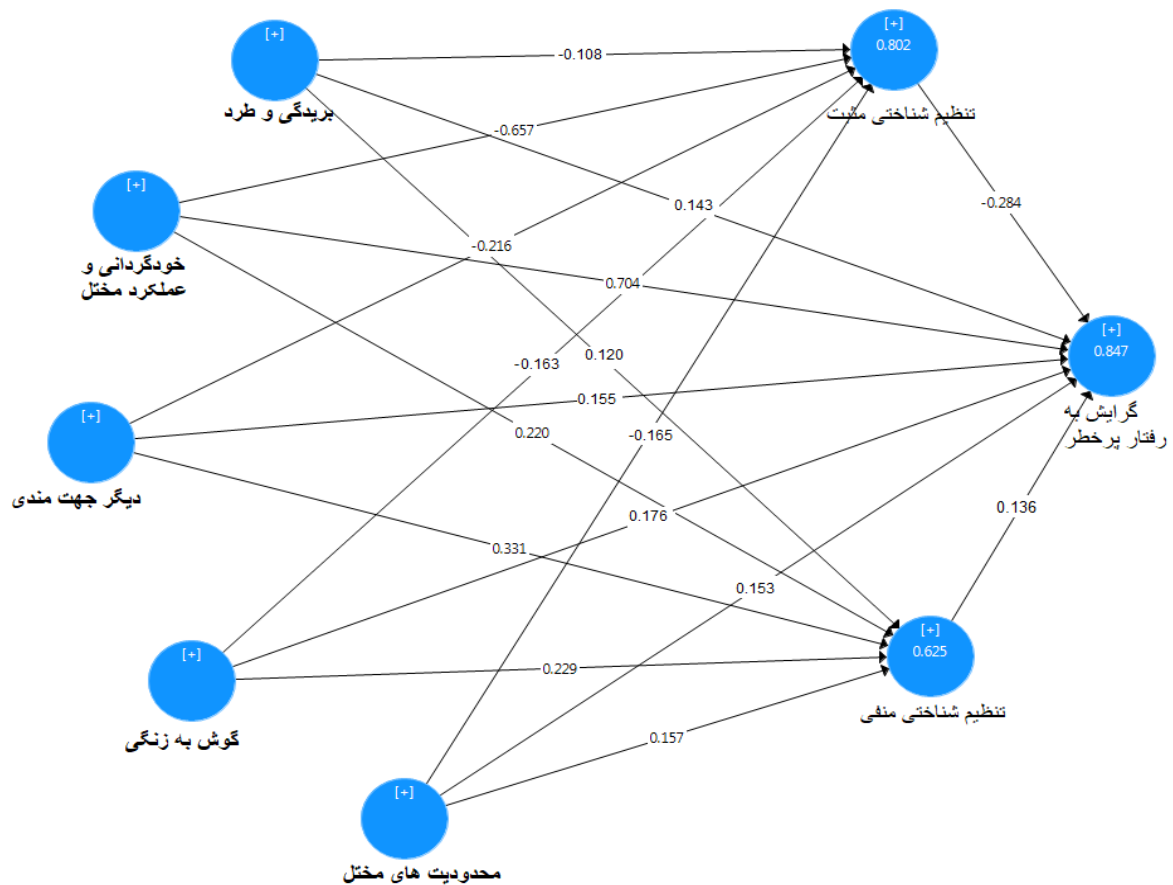 [+]
بریدگی و طرد
[+]
0.802
تنظیم شناختی مثبت
-0.108
-0.657
[+]
خودگردانی و
عملکرد مختل
0.143
-0.284
-0.216
0.704
[+]
0.847
گرایش به
رفتار پرخطر
-0.163
0.120
0.155
[+]
دیگر جهت مندی
0.220
-0.165
0.176
0.136
0.331
0.153
[+]
گوش به زنگی
0.229
[+]
0.625
تنظیم شناختی منفی
0.157
[+]
محدودیت های مختل